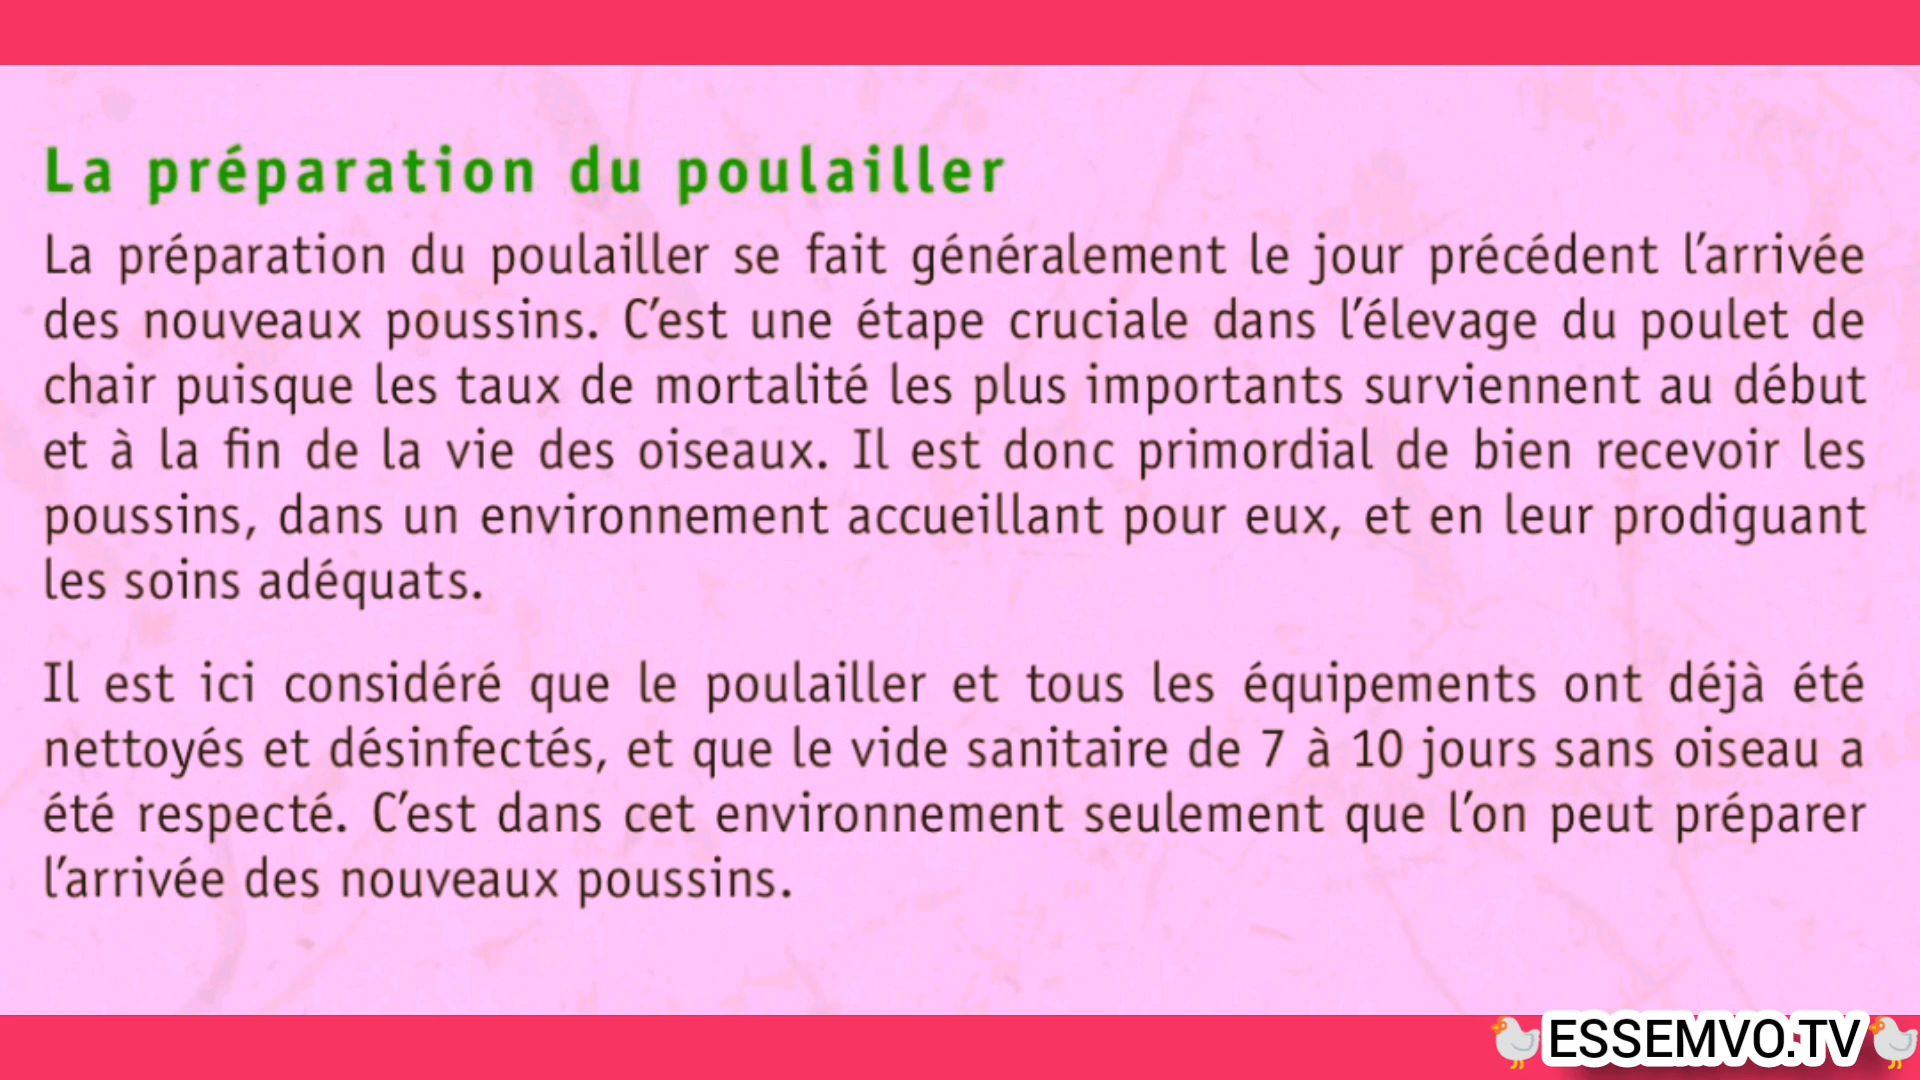 La préparation du poulailler
La préparation du poulailler se fait généralement le jour précédent l’arrivée
des nouveaux poussins. C’est une étape cruciale dans l’élevage du poulet de
chair puisque les taux de mortalité les plus importants surviennent au début
et à la fin de la vie des oiseaux. Il est donc primordial de bien recevoir les
poussins, dans un environnement accueillant pour eux, et en leur prodiguant
les soins adéquats.
Il est ici considéré que le poulailler et tous les équipements ont déjà été
nettoyés et désinfectés, et que le vide sanitaire de 7 à 10 jours sans oiseau a
été respecté. C’est dans cet environnement seulement que l’on peut préparer
l’arrivée des nouveaux poussins.
ESSEMVO.TV